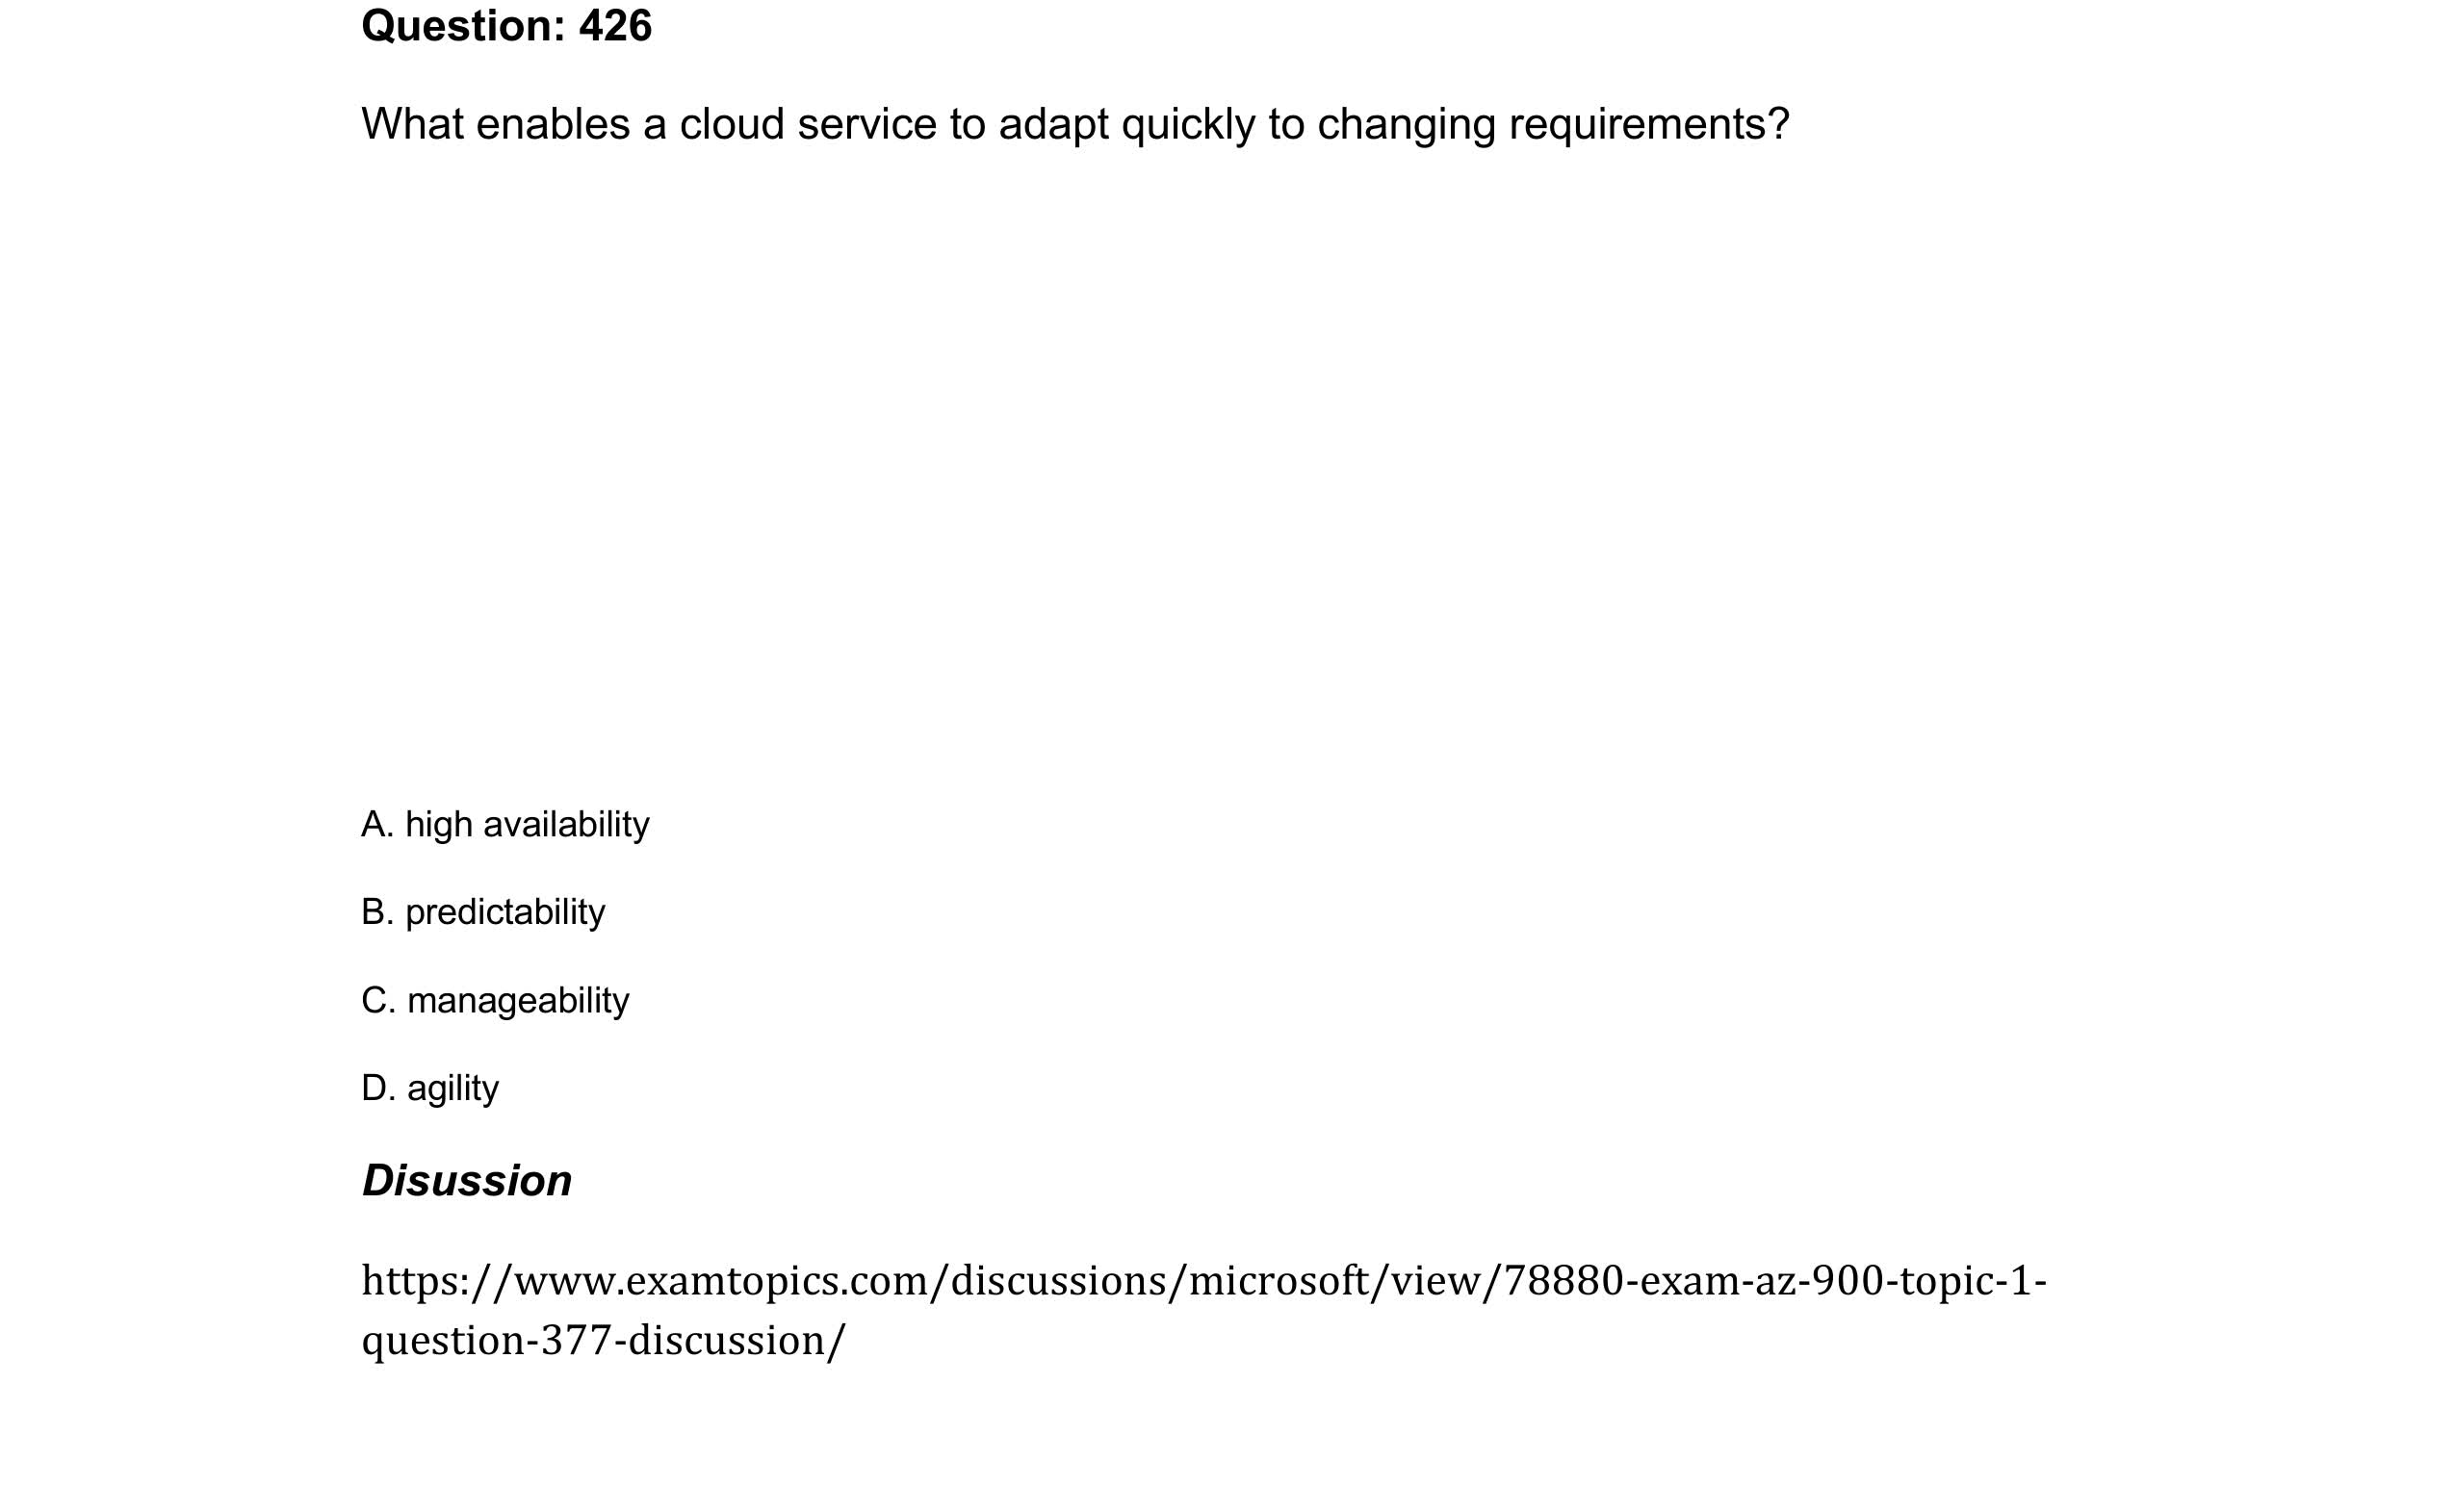 Question: 426
What enables a cloud service to adapt quickly to changing requirements?
A. high availability
B. predictability
C. manageability
D. agility
Disussion
https://www.examtopics.com/discussions/microsoft/view/78880-exam-az-900-topic-1-
question-377-discussion/